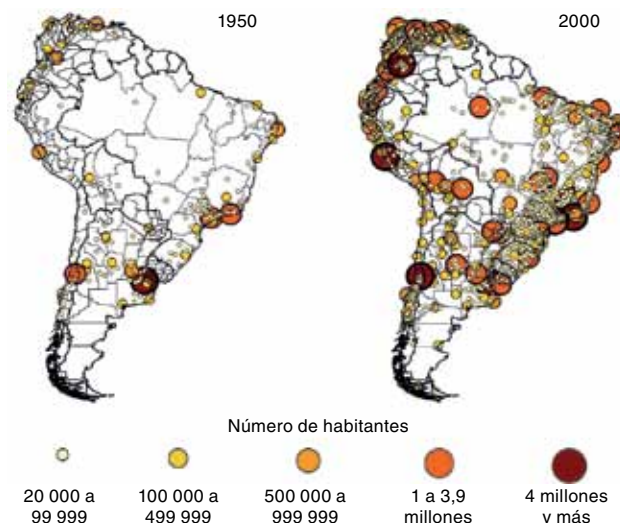 1950
2000
Número de habitantes
20 000 a
99 999
100 000 a
499 999
500 000 a
999 999
1 a 3,9
millones
4 millones
y más